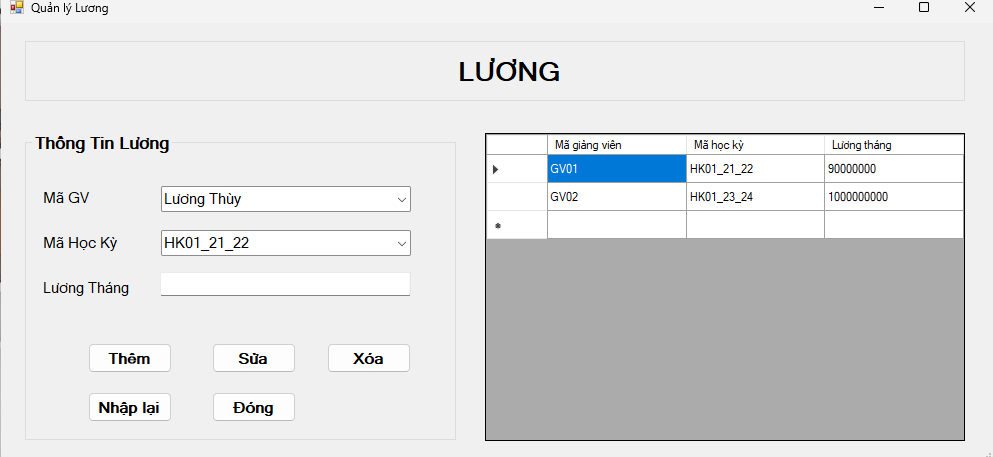 Quản lý Lương
LƯƠNG
Thông Tin Lương
Mã GV
Lương Thùy
Mã Học Kỳ
HK01_21_22
Lương Tháng
Thêm
Sửa
Xóa
Nhập lại
Đóng
Mã giảng viên
Mã học kỳ
Lương tháng
GV01
HK01_21_22
90000000
GV02
HK01_23_24
1000000000